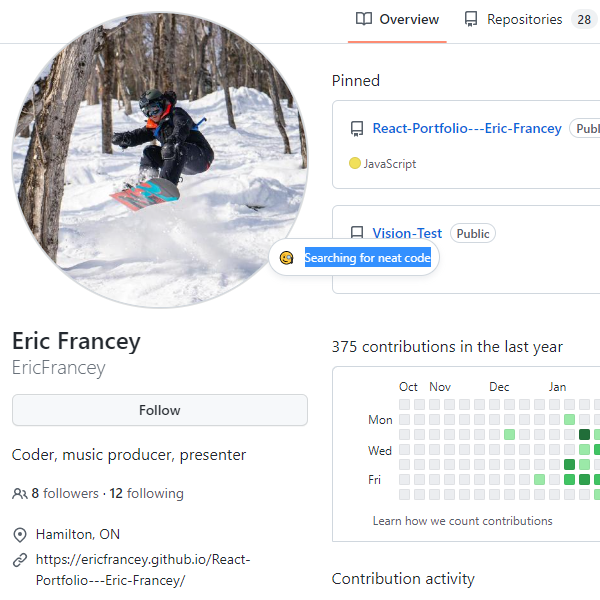 Overview
Repositories 28
Pinned
React-Portfolio---Eric-Francey
JavaScript
Vision-Test Public
Searching for neat code
Eric Francey
EricFrancey
Follow
Coder, music producer, presenter
8 followers · 12 following
Hamilton, ON
https://ericfrancey.github.io/React-
Portfolio---Eric-Francey/
375 contributions in the last year
Oct Nov Dec Jan
Mon
Wed
Fri
Learn how we count contributions
Contribution activity